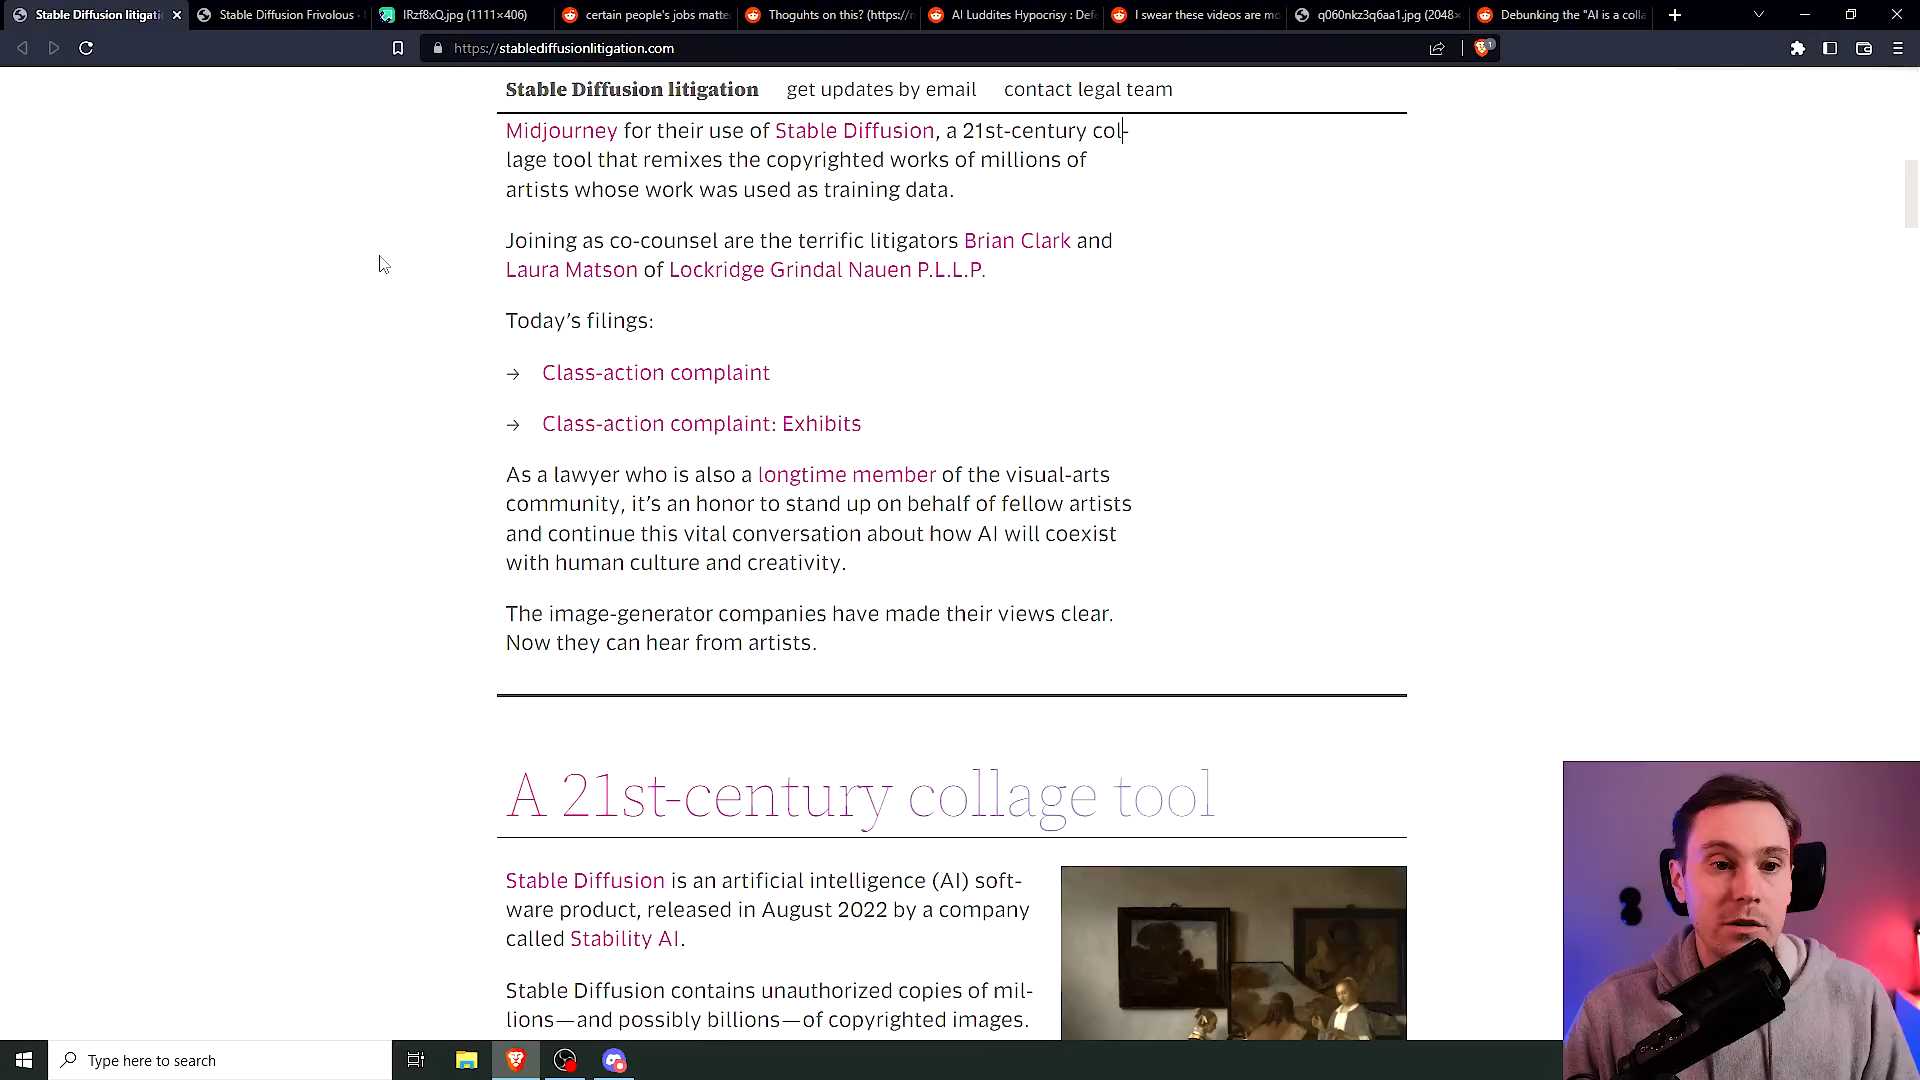 Stable Diffusion litigati
Stable Diffusion Frivolous ·
IRzf8xQ.jpg (1111×406)
certain people's jobs matte
Thoguhts on this? (https://r
AI Luddites Hypocrisy : Defe
I swear these videos are mo
q060nkz3q6aa1.jpg (2048×
Debunking the "AI is a colla
https://stablediffusionlitigation.com
1
Stable Diffusion litigation get updates by email contact legal team
Midjourney for their use of Stable Diffusion, a 21st-century col-
lage tool that remixes the copyrighted works of millions of
artists whose work was used as training data.
Joining as co-counsel are the terrific litigators Brian Clark and
Laura Matson of Lockridge Grindal Nauen P.L.L.P.
Today's filings:
→ Class-action complaint
→ Class-action complaint: Exhibits
As a lawyer who is also a longtime member of the visual-arts
community, it's an honor to stand up on behalf of fellow artists
and continue this vital conversation about how AI will coexist
with human culture and creativity.
The image-generator companies have made their views clear.
Now they can hear from artists.
A 21st-century collage tool
Stable Diffusion is an artificial intelligence (AI) soft-
ware product, released in August 2022 by a company
called Stability AI.
Stable Diffusion contains unauthorized copies of mil-
lions—and possibly billions—of copyrighted images.
Type here to search